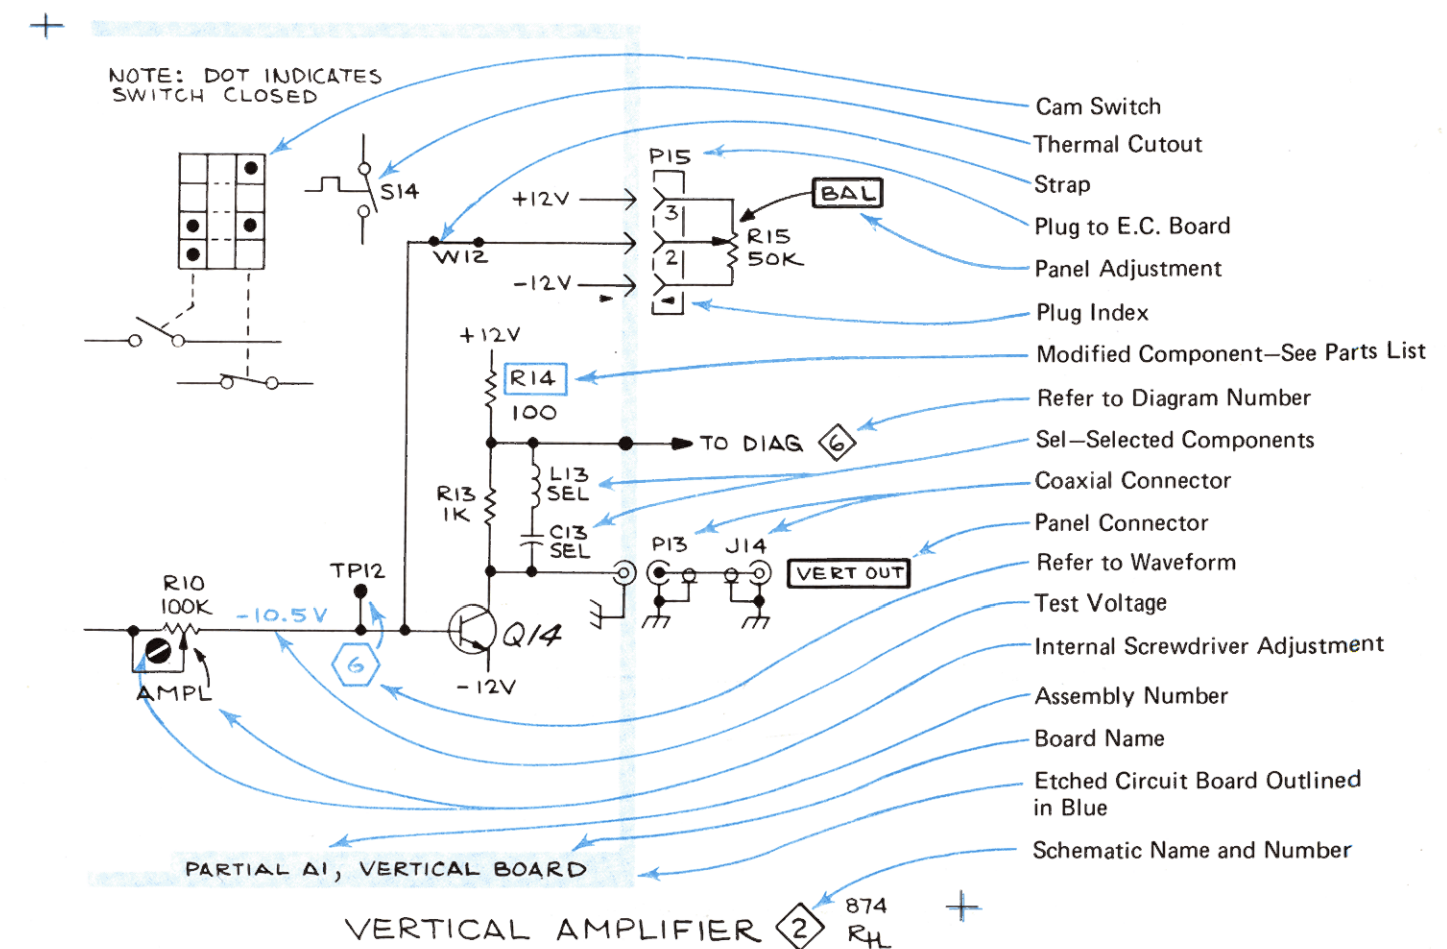 NOTE: DOT INDICATES
SWITCH CLOSED
Cam Switch
Thermal Cutout
Strap
Plug to E.C. Board
Panel Adjustment
Plug Index
Modified Component—See Parts List
Refer to Diagram Number
Sel—Selected Components
Coaxial Connector
Panel Connector
Refer to Waveform
Test Voltage
Internal Screwdriver Adjustment
Assembly Number
Board Name
Etched Circuit Board Outlined
in Blue
Schematic Name and Number
S14
P15
+12V
3
BAL
W12
2
R15
50K
-12V
+12V
R14
100
TO DIAG 6
L13
SEL
R13
1K
C13
SEL
P13
J14
VERT OUT
TP12
R10
100K
-10.5V
Q14
6
-12V
AMPL
PARTIAL A1, VERTICAL BOARD
VERTICAL AMPLIFIER 2
874